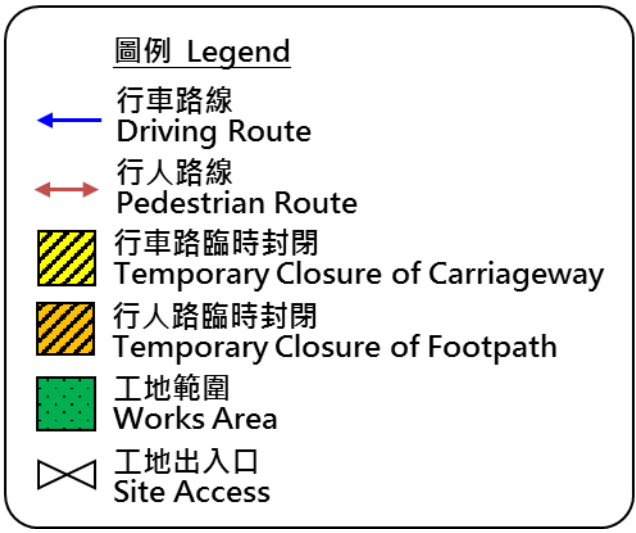 圖例 Legend
行車路線
Driving Route
行人路線
Pedestrian Route
行車路臨時封閉
Temporary Closure of Carriageway
行人路臨時封閉
Temporary Closure of Footpath
工地範圍
Works Area
工地出入口
Site Access